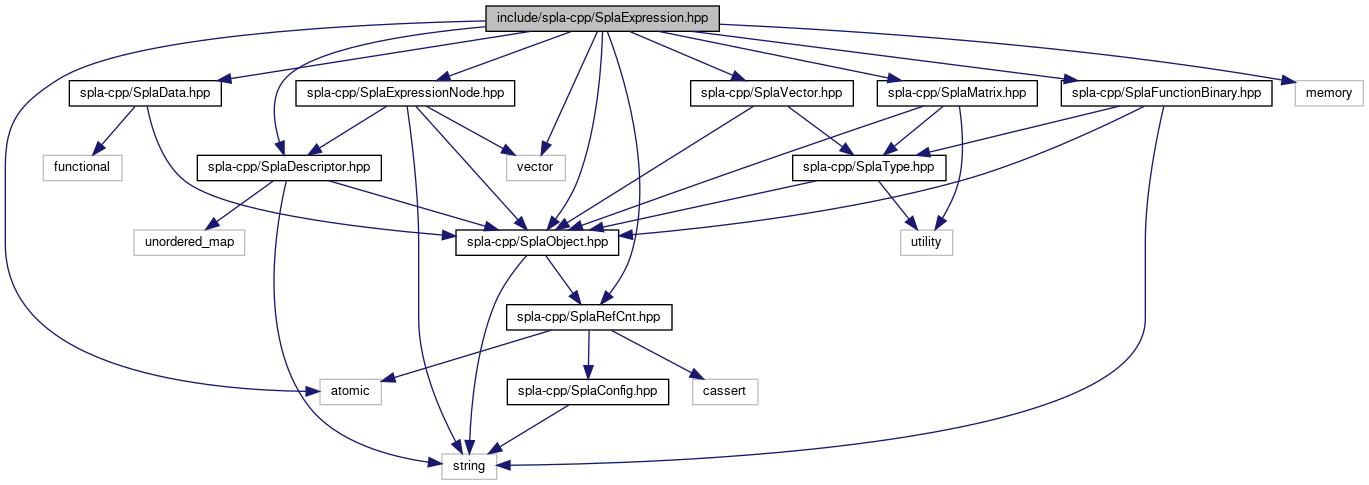 include/spla-cpp/SplaExpression.hpp
spla-cpp/SplaData.hpp
spla-cpp/SplaExpressionNode.hpp
spla-cpp/SplaVector.hpp
spla-cpp/SplaMatrix.hpp
spla-cpp/SplaFunctionBinary.hpp
memory
functional
spla-cpp/SplaDescriptor.hpp
vector
spla-cpp/SplaType.hpp
unordered_map
spla-cpp/SplaObject.hpp
utility
spla-cpp/SplaRefCnt.hpp
atomic
spla-cpp/SplaConfig.hpp
cassert
string